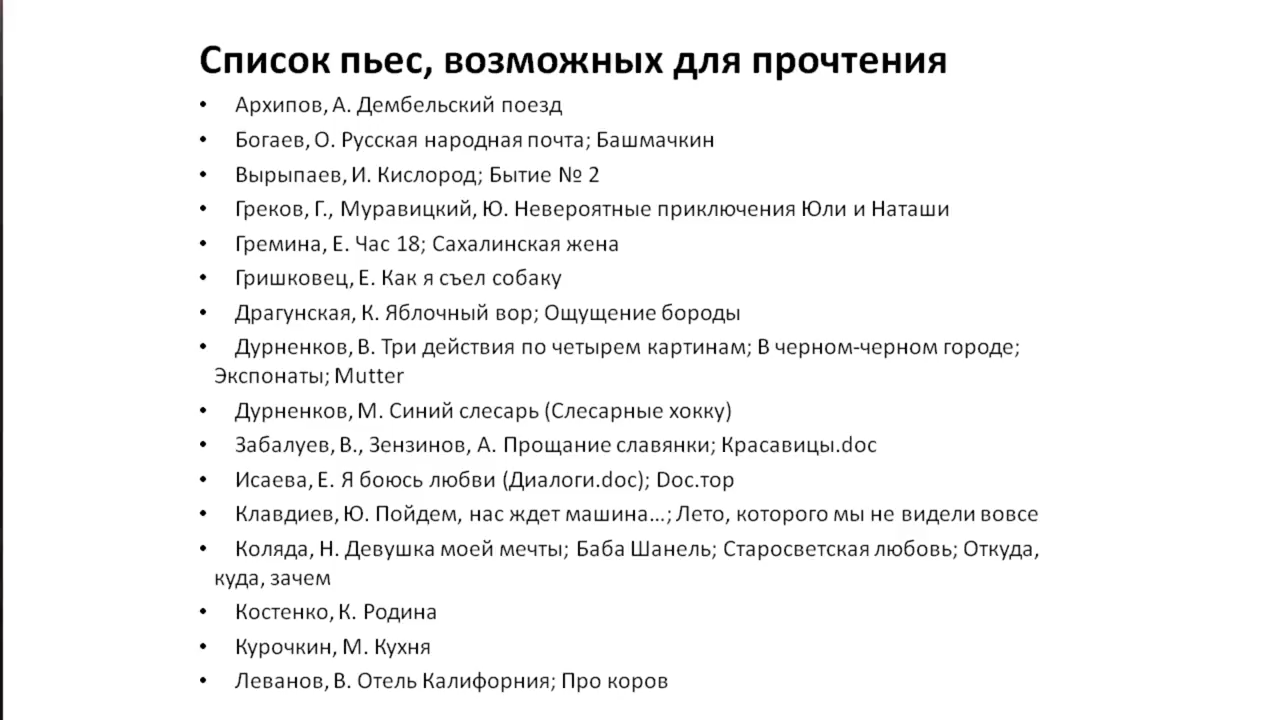 Список пьес, возможных для прочтения
• Архипов, А. Дембельский поезд
• Богаев, О. Русская народная почта; Башмачкин
• Вырыпаев, И. Кислород; Бытие № 2
• Греков, Г., Муравицкий, Ю. Невероятные приключения Юли и Наташи
• Гремина, Е. Час 18; Сахалинская жена
• Гришковец, Е. Как я съел собаку
• Драгунская, К. Яблочный вор; Ощущение бороды
• Дурненков, В. Три действия по четырем картинам; В черном-черном городе;
Экспонаты; Mutter
• Дурненков, М. Синий слесарь (Слесарные хокку)
• Забалуев, В., Зензинов, А. Прощание славянки; Красавицы.doc
• Исаева, Е. Я боюсь любви (Диалоги.doc); Doc.тор
• Клавдиев, Ю. Пойдем, нас ждет машина…; Лето, которого мы не видели вовсе
• Коляда, Н. Девушка моей мечты; Баба Шанель; Старосветская любовь; Откуда,
куда, зачем
• Костенко, К. Родина
• Курочкин, М. Кухня
• Леванов, В. Отель Калифорния; Про коров